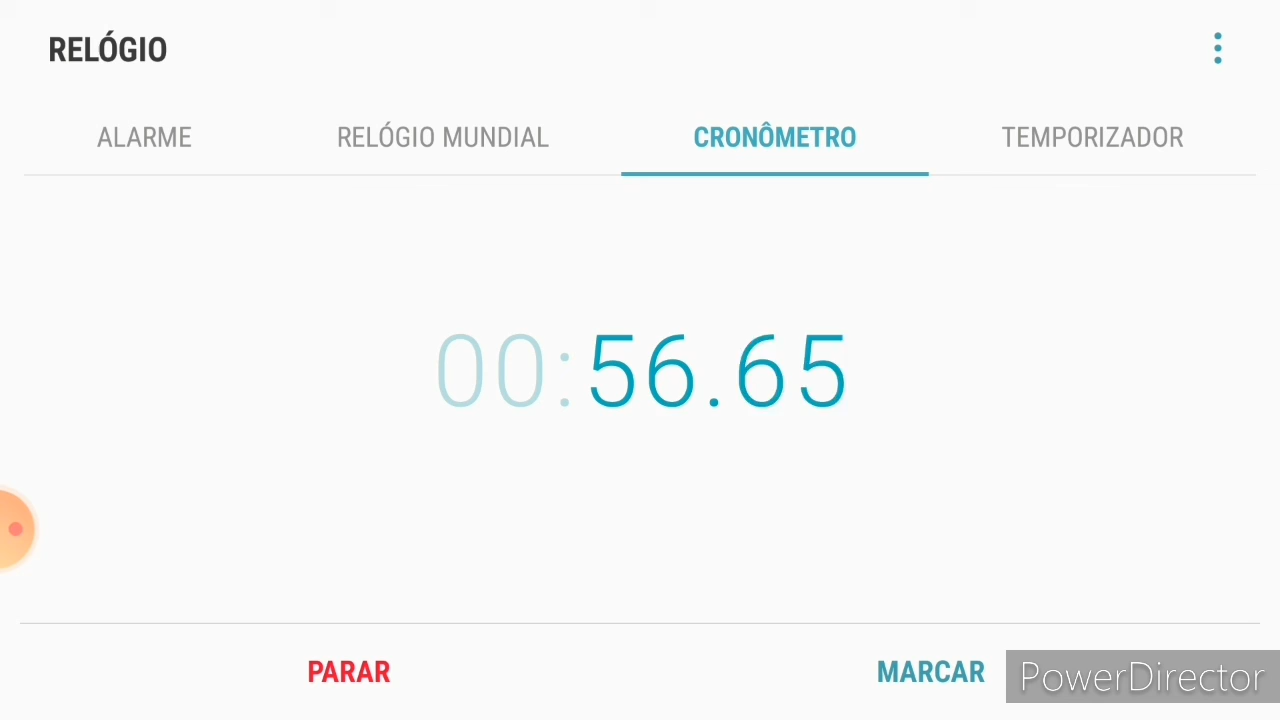 RELÓGIO
ALARME RELÓGIO MUNDIAL CRONÔMETRO TEMPORIZADOR
00:56.65
PARAR MARCAR PowerDirector